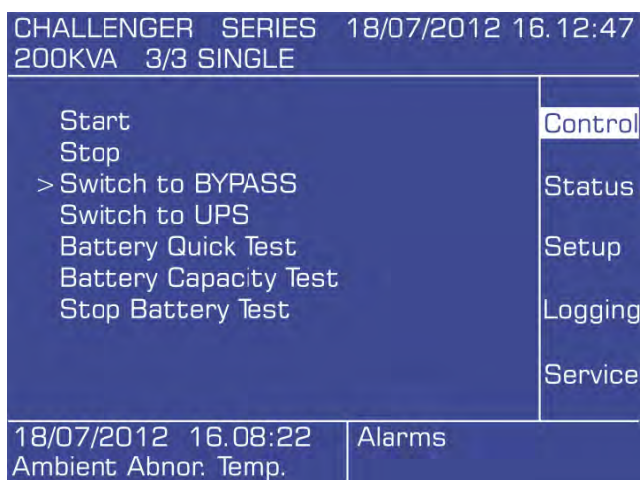 CHALLENGER SERIES 18/07/2012 16.12:47
200KVA 3/3 SINGLE
Start
Stop
> Switch to BYPASS
Switch to UPS
Battery Quick Test
Battery Capacity Test
Stop Battery Test
Control
Status
Setup
Logging
Service
18/07/2012 16.08:22
Ambient Abnor. Temp.
Alarms